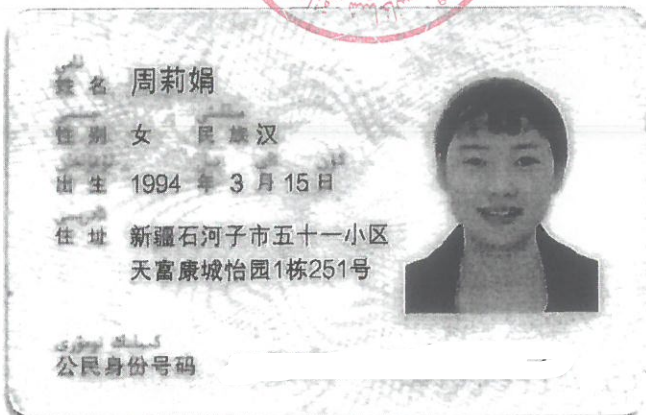 姓名 周莉娟
性别 女 民族 汉
出生 1994 年 3 月 15 日
住址 新疆石河子市五十一小区
天富康城怡园1栋251号
公民身份号码